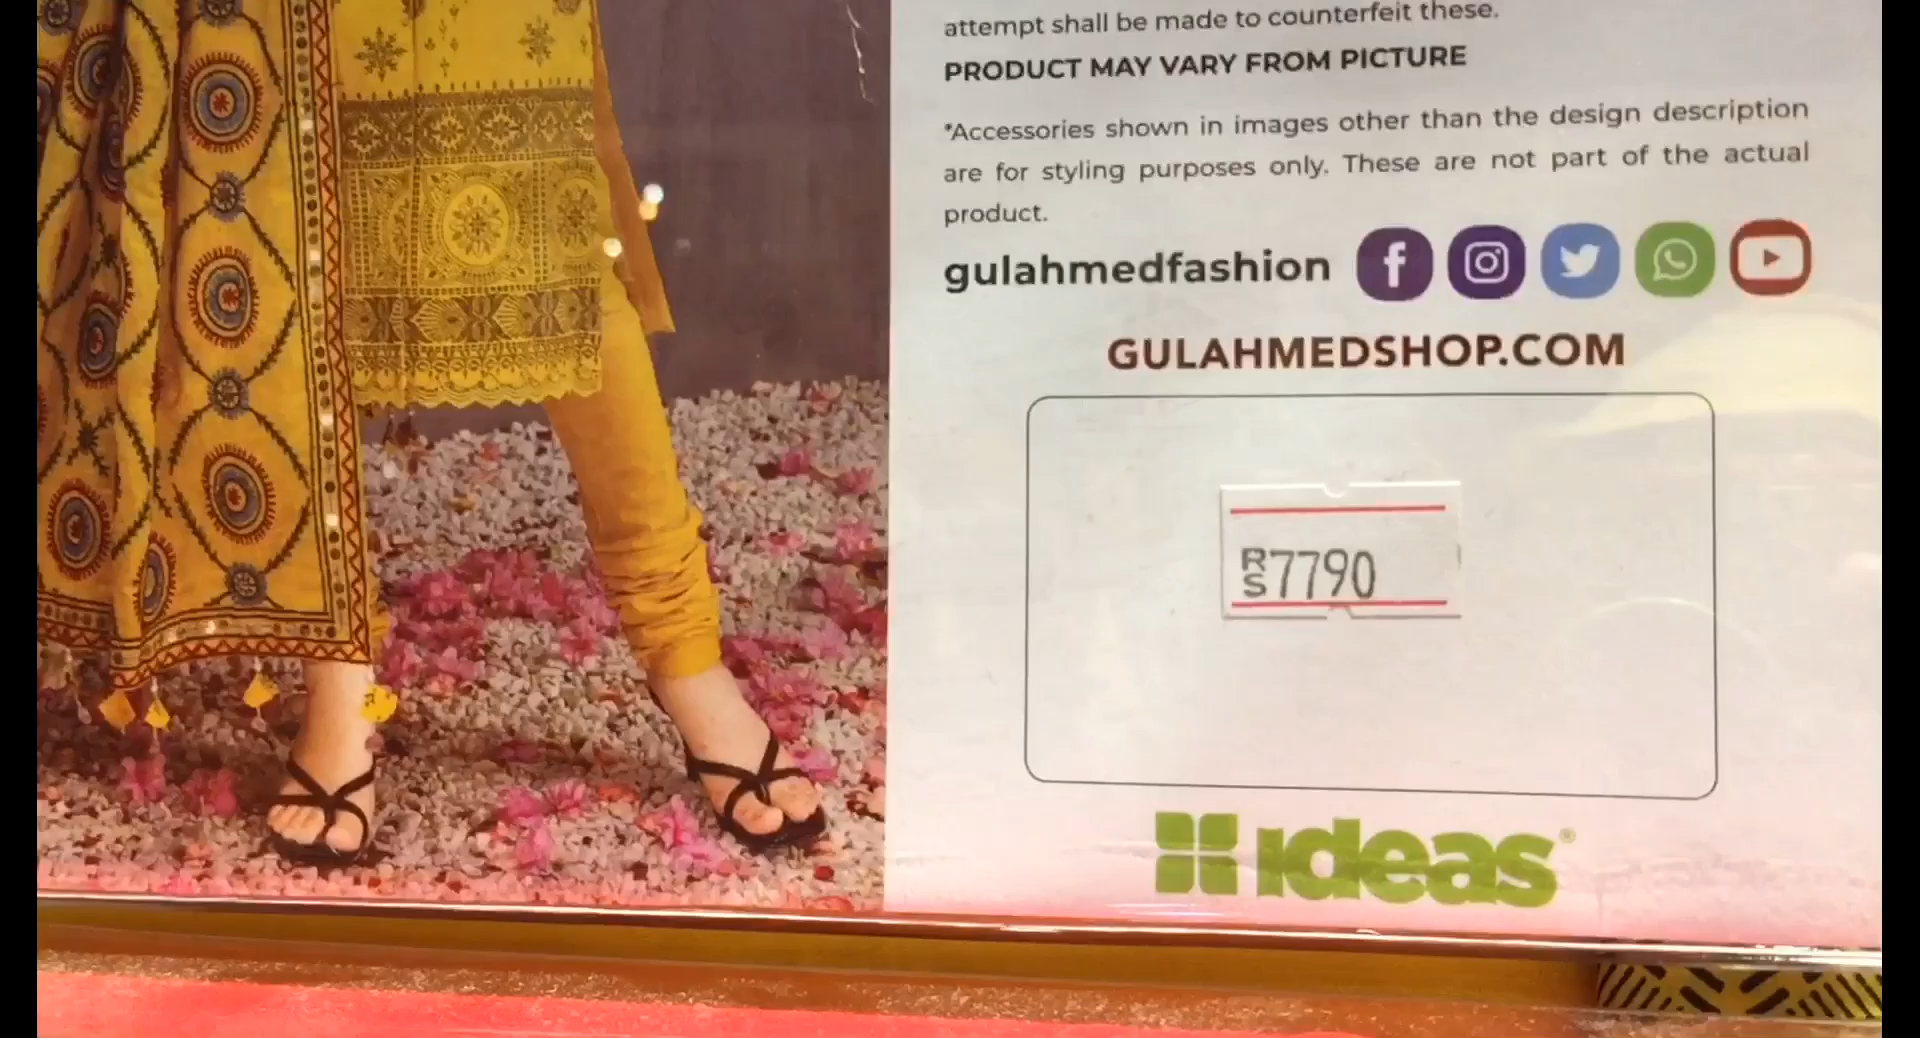 attempt shall be made to counterfeit these.
PRODUCT MAY VARY FROM PICTURE
*Accessories shown in images other than the design description
are for styling purposes only. These are not part of the actual
product.
gulahmedfashion
GULAHMEDSHOP.COM
RS7790
ideas®